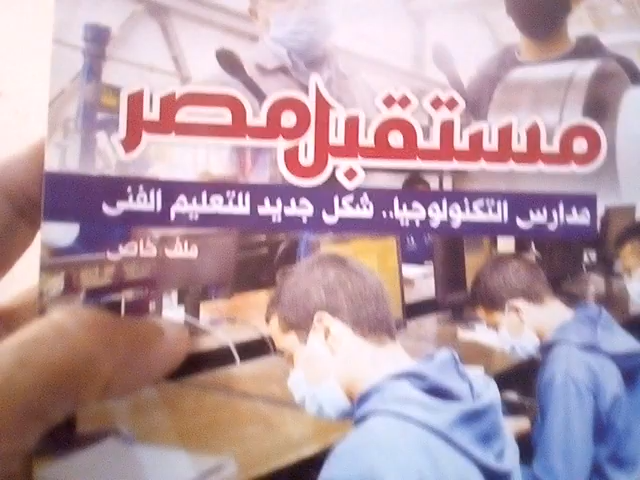 مستقبل مصر
مدارس التكنولوجيا.. شكل جديد للتعليم الفنى
ملف خاص